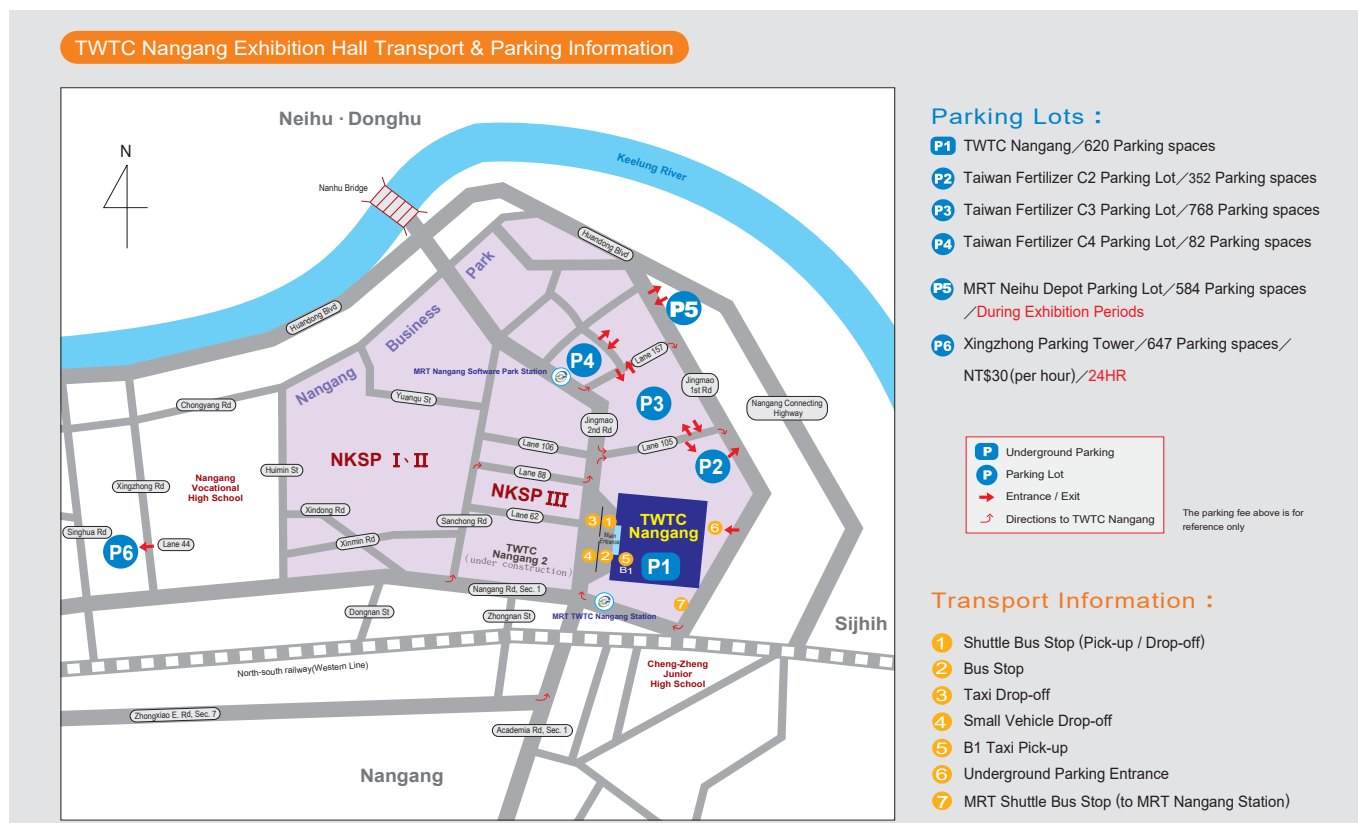 TWTC Nangang Exhibition Hall Transport & Parking Information
Neihu · Donghu
N
Keelung River
Nanhu Bridge
Huandong Blvd
Park
Huandong Blvd
Business
P5
MRT Nangang Software Park Station
P4
Lane 157
Nangang
Yuanqu St
Jingmao
1st Rd
Chongyang Rd
P3
Nangang Connecting
Highway
Jingmao
2nd Rd
Lane 106
Lane 105
NKSP Ⅰ、Ⅱ
Huimin St
P2
Lane 88
Nangang
Vocational
High School
Xingzhong Rd
NKSP Ⅲ
Xindong Rd
Lane 62
Sanchong Rd
3 1
TWTC
Nangang
6
Singhua Rd
Lane 44
P6
Xinmin Rd
Main
Entrance
TWTC
Nangang 2
(under construction)
4 2 5
B1
P1
Nangang Rd, Sec. 1
7
Dongnan St
Zhongnan St
MRT TWTC Nangang Station
Sijhih
North-south railway(Western Line)
Cheng-Zheng
Junior
High School
Zhongxiao E. Rd, Sec. 7
Academia Rd, Sec. 1
Nangang
Parking Lots :
P1 TWTC Nangang／620 Parking spaces
P2 Taiwan Fertilizer C2 Parking Lot／352 Parking spaces
P3 Taiwan Fertilizer C3 Parking Lot／768 Parking spaces
P4 Taiwan Fertilizer C4 Parking Lot／82 Parking spaces
P5 MRT Neihu Depot Parking Lot／584 Parking spaces
／During Exhibition Periods
P6 Xingzhong Parking Tower／647 Parking spaces／
NT$30(per hour)／24HR
P Underground Parking
P Parking Lot
Entrance / Exit
Directions to TWTC Nangang
The parking fee above is for
reference only
Transport Information :
1 Shuttle Bus Stop (Pick-up / Drop-off)
2 Bus Stop
3 Taxi Drop-off
4 Small Vehicle Drop-off
5 B1 Taxi Pick-up
6 Underground Parking Entrance
7 MRT Shuttle Bus Stop (to MRT Nangang Station)